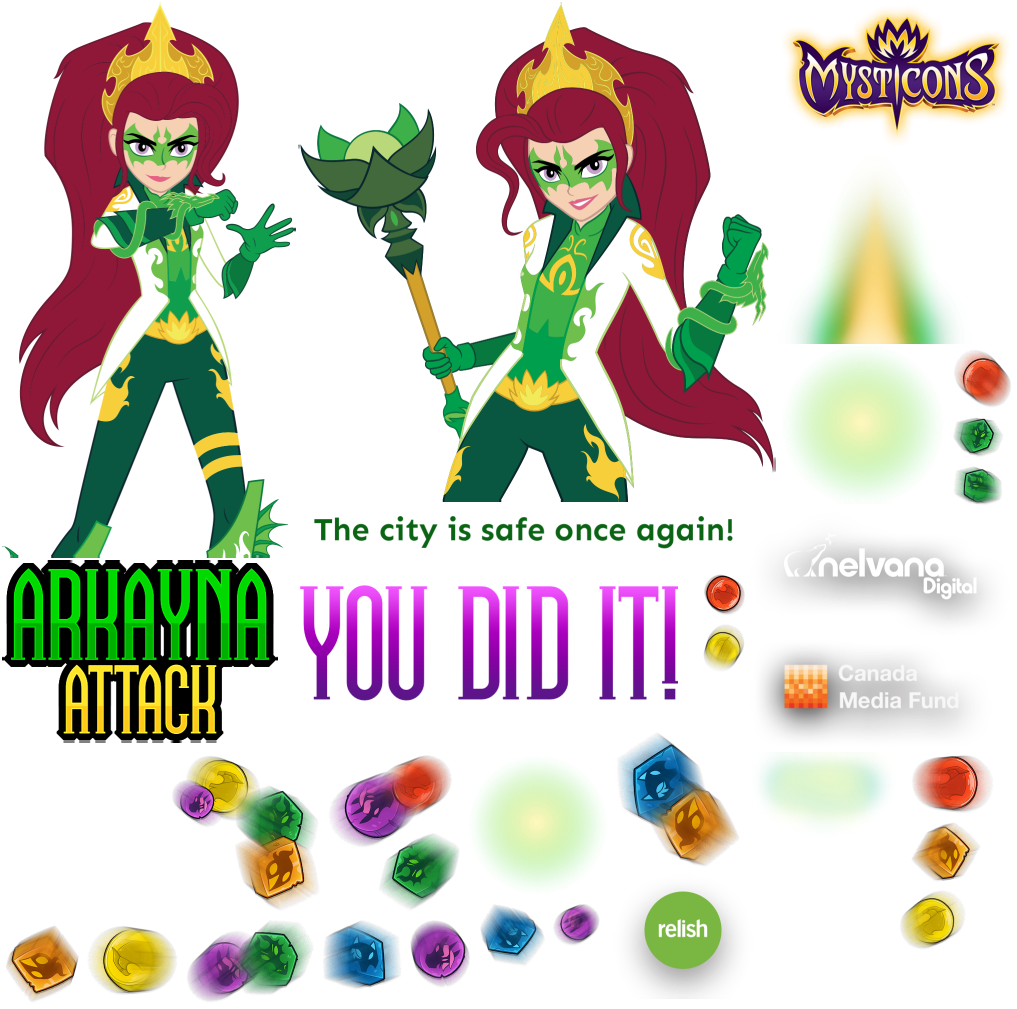 MYSTICONS
The city is safe once again!
nelvana
Digital
ARKAYNA
ATTACK
YOU DID IT!
Canada
Media Fund
relish